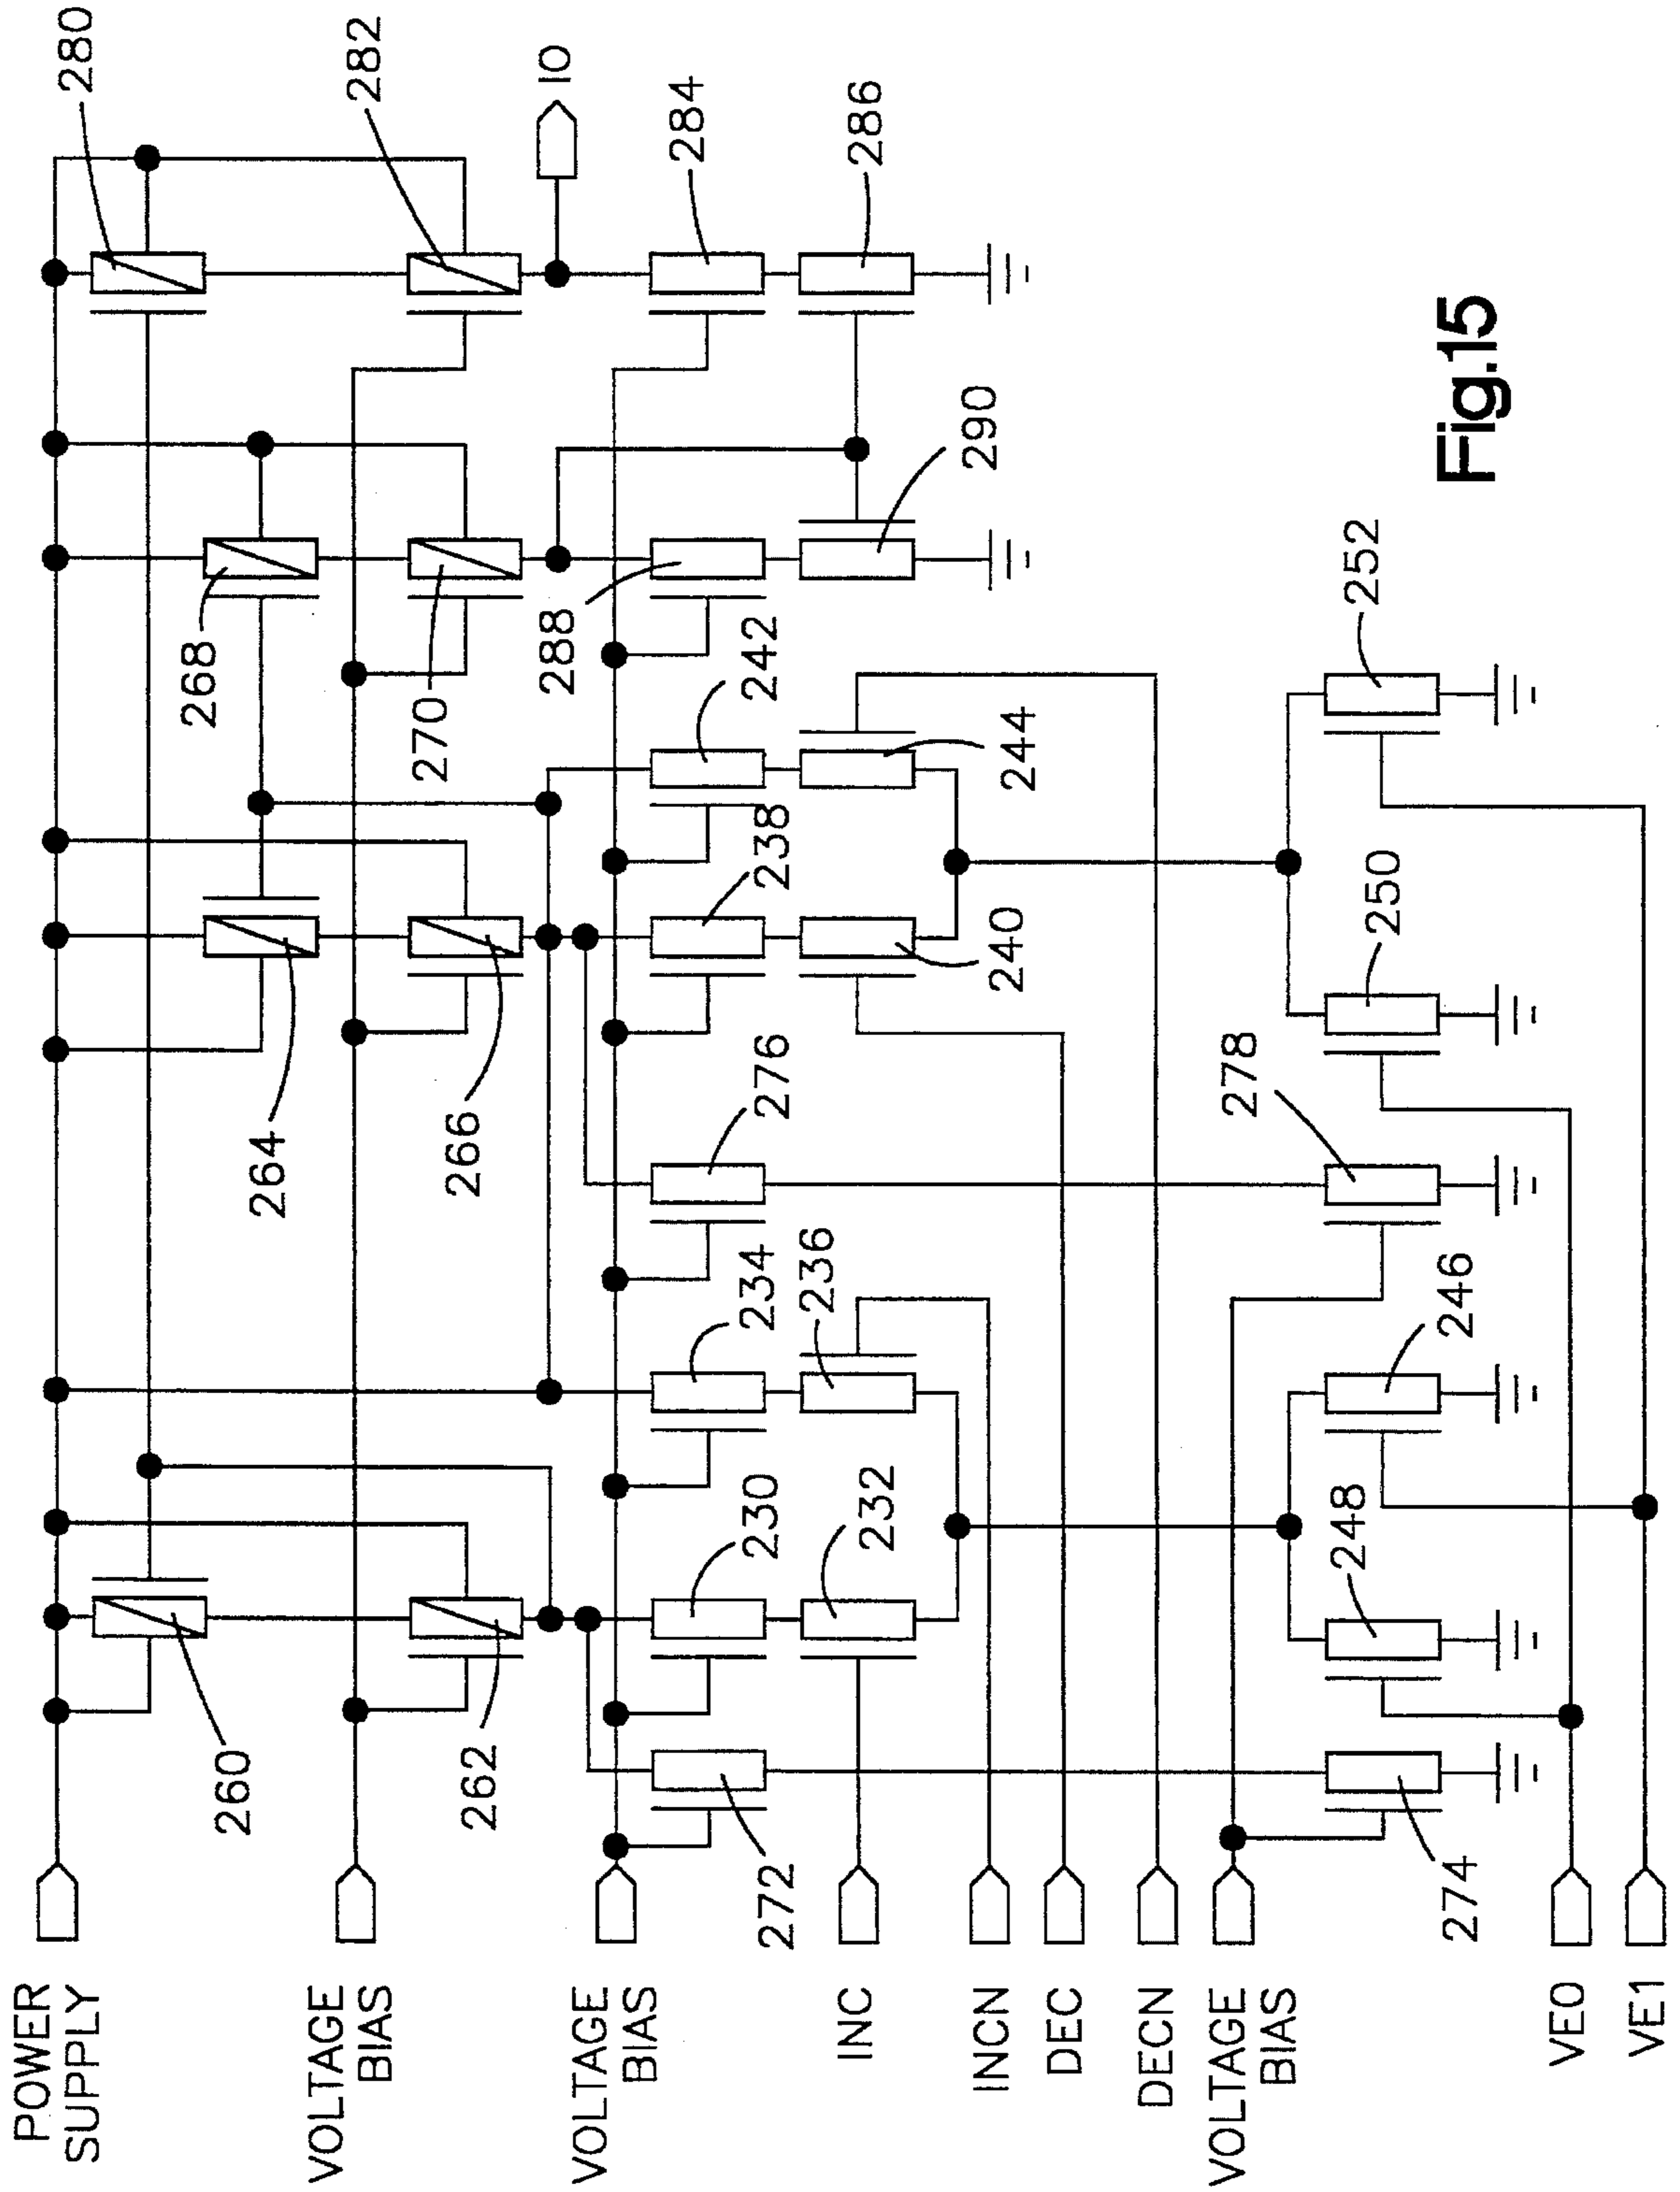 POWER
SUPPLY
VOLTAGE
BIAS
VOLTAGE
BIAS
INC
INCN
DEC
DECN
VOLTAGE
BIAS
VE0
VE1
280
282
IO
284
286
268
270
288
290
242
244
264
266
238
240
276
234
236
230
232
260
262
272
252
250
278
246
248
274
Fig.15